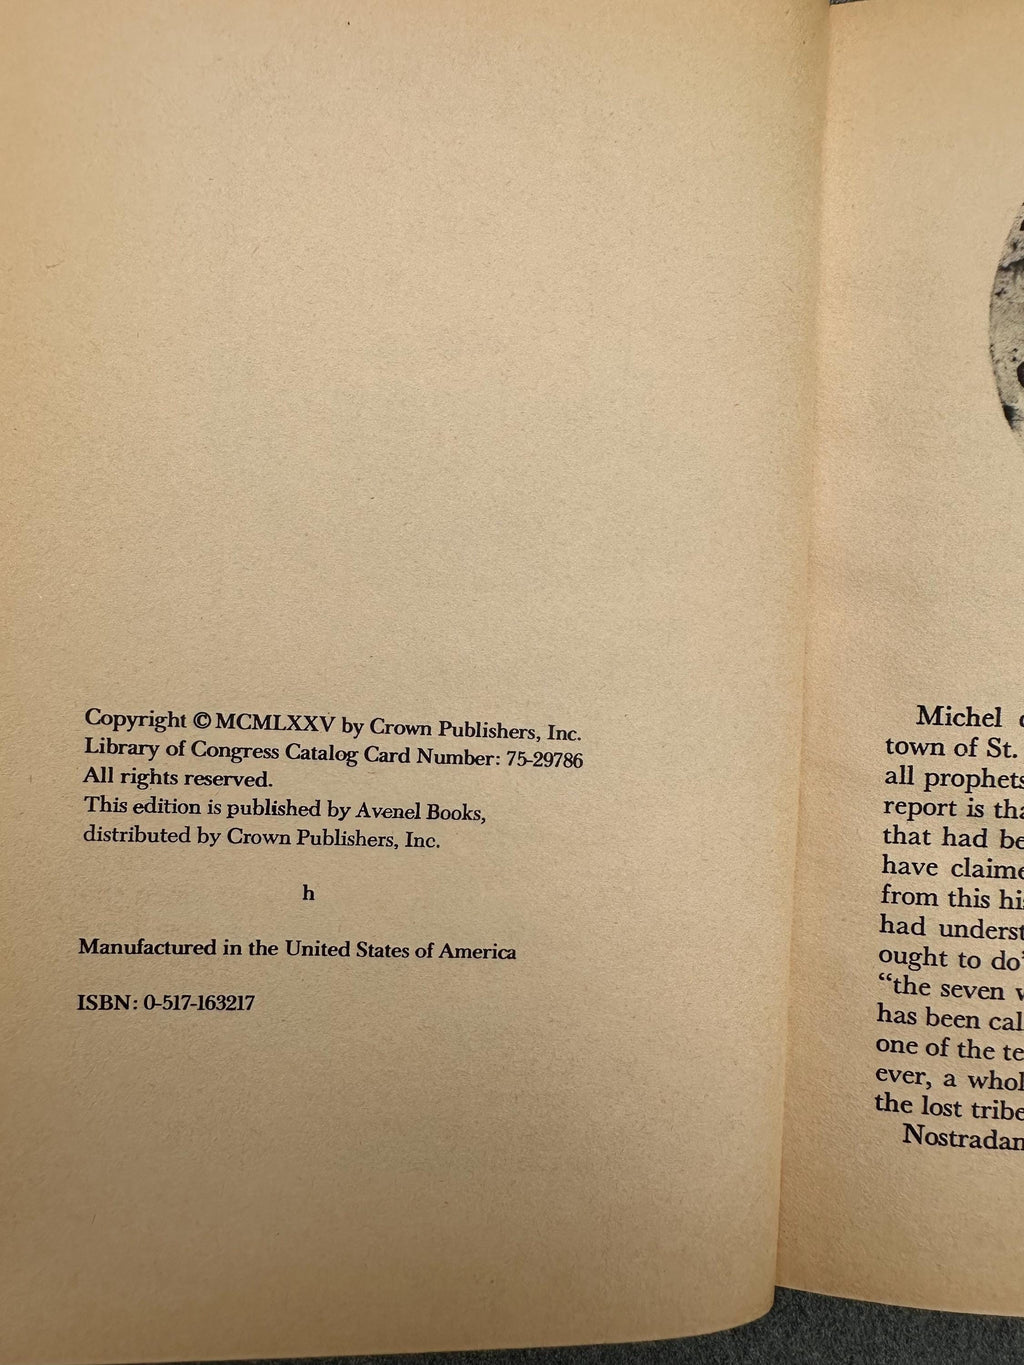 Copyright © MCMLXXV by Crown Publishers, Inc.
Library of Congress Catalog Card Number: 75-29786
All rights reserved.
This edition is published by Avenel Books,
distributed by Crown Publishers, Inc.
h
Manufactured in the United States of America
ISBN: 0-517-163217
Michel
town of St.
all prophets
report is tha
that had be
have claime
from this his
had underst
ought to do’
“the seven w
has been cal
one of the te
ever, a whol
the lost tribe
Nostradam